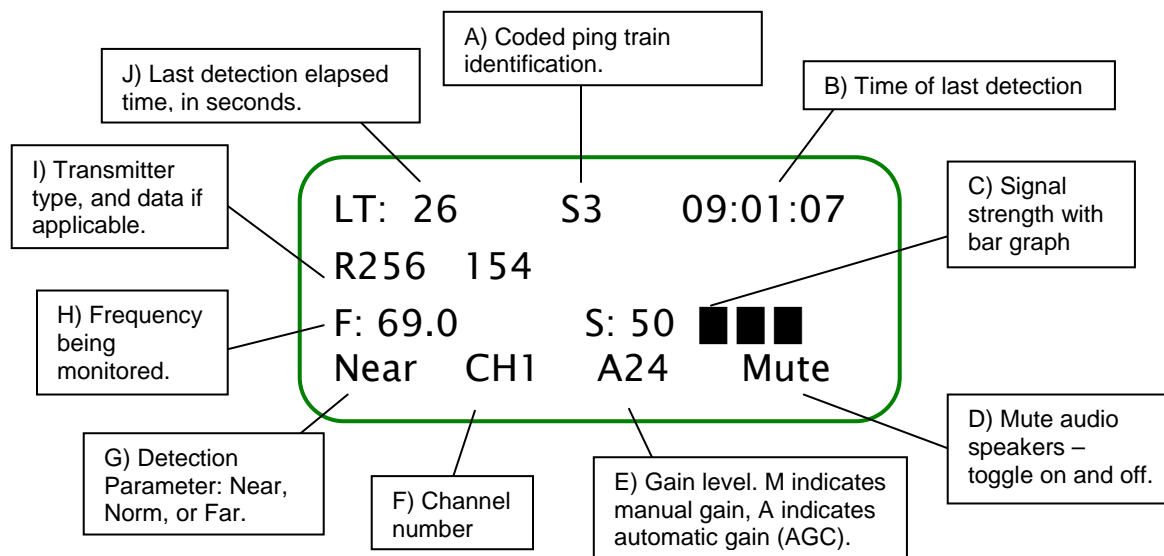 A) Coded ping train
identification.
J) Last detection elapsed
time, in seconds.
B) Time of last detection
I) Transmitter
type, and data if
applicable.
C) Signal
strength with
bar graph
LT: 26 S3 09:01:07
R256 154
F: 69.0 S: 50
Near CH1 A24 Mute
H) Frequency
being
monitored.
G) Detection
Parameter: Near,
Norm, or Far.
F) Channel
number
E) Gain level. M indicates
manual gain, A indicates
automatic gain (AGC).
D) Mute audio
speakers –
toggle on and off.